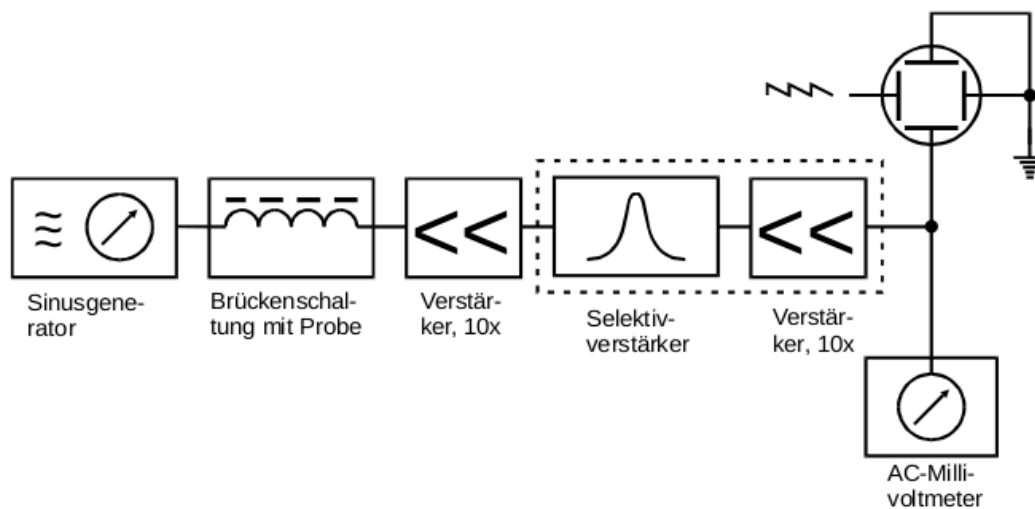 Sinusgene-
rator
Brückenschal-
tung mit Probe
Verstär-
ker, 10x
Selektiv-
verstärker
Verstär-
ker, 10x
AC-Milli-
voltmeter